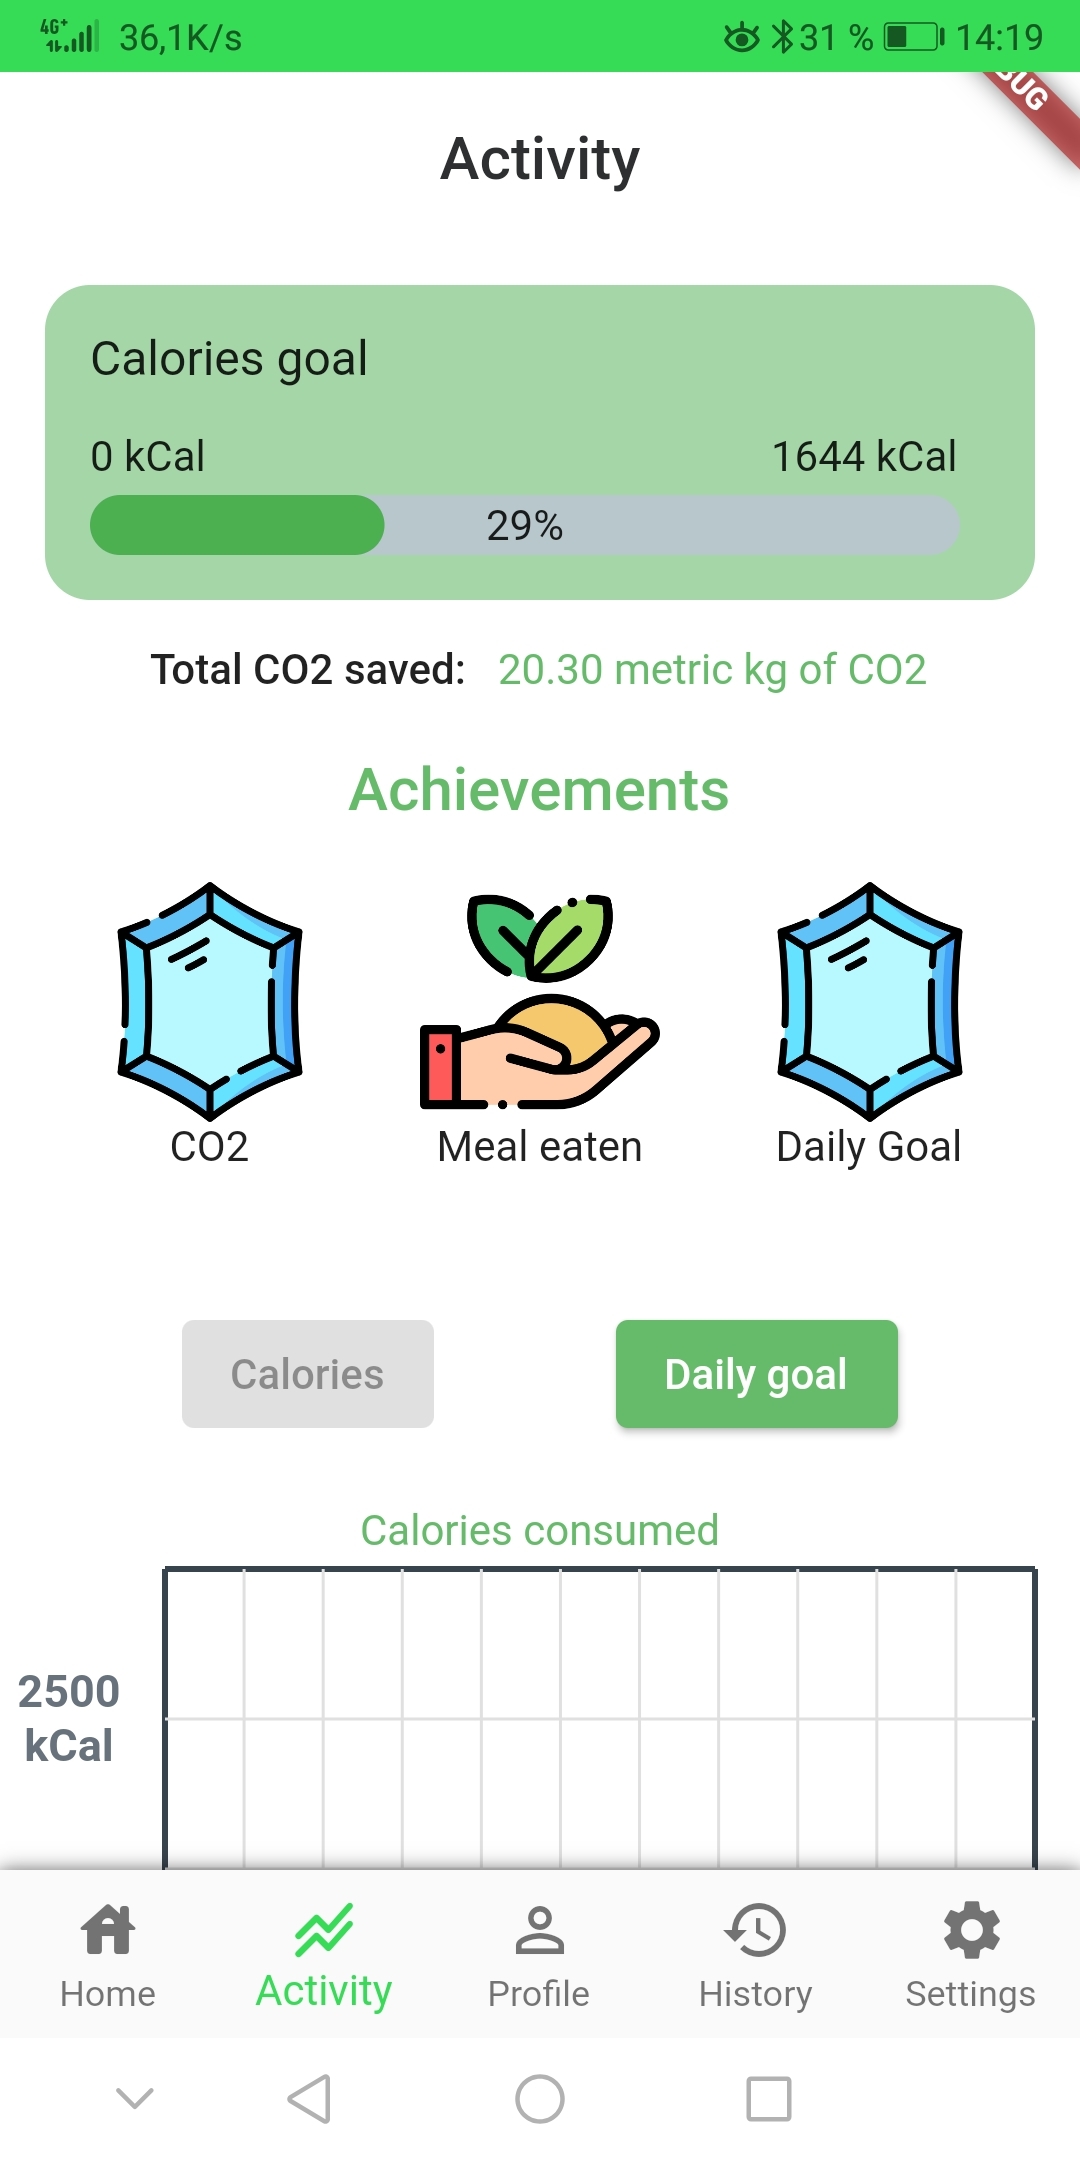 4G+ 36,1K/s 31 % 14:19
Activity
Calories goal
0 kCal 1644 kCal
29%
Total CO2 saved: 20.30 metric kg of CO2
Achievements
CO2 Meal eaten Daily Goal
Calories Daily goal
Calories consumed
2500
kCal
Home Activity Profile History Settings